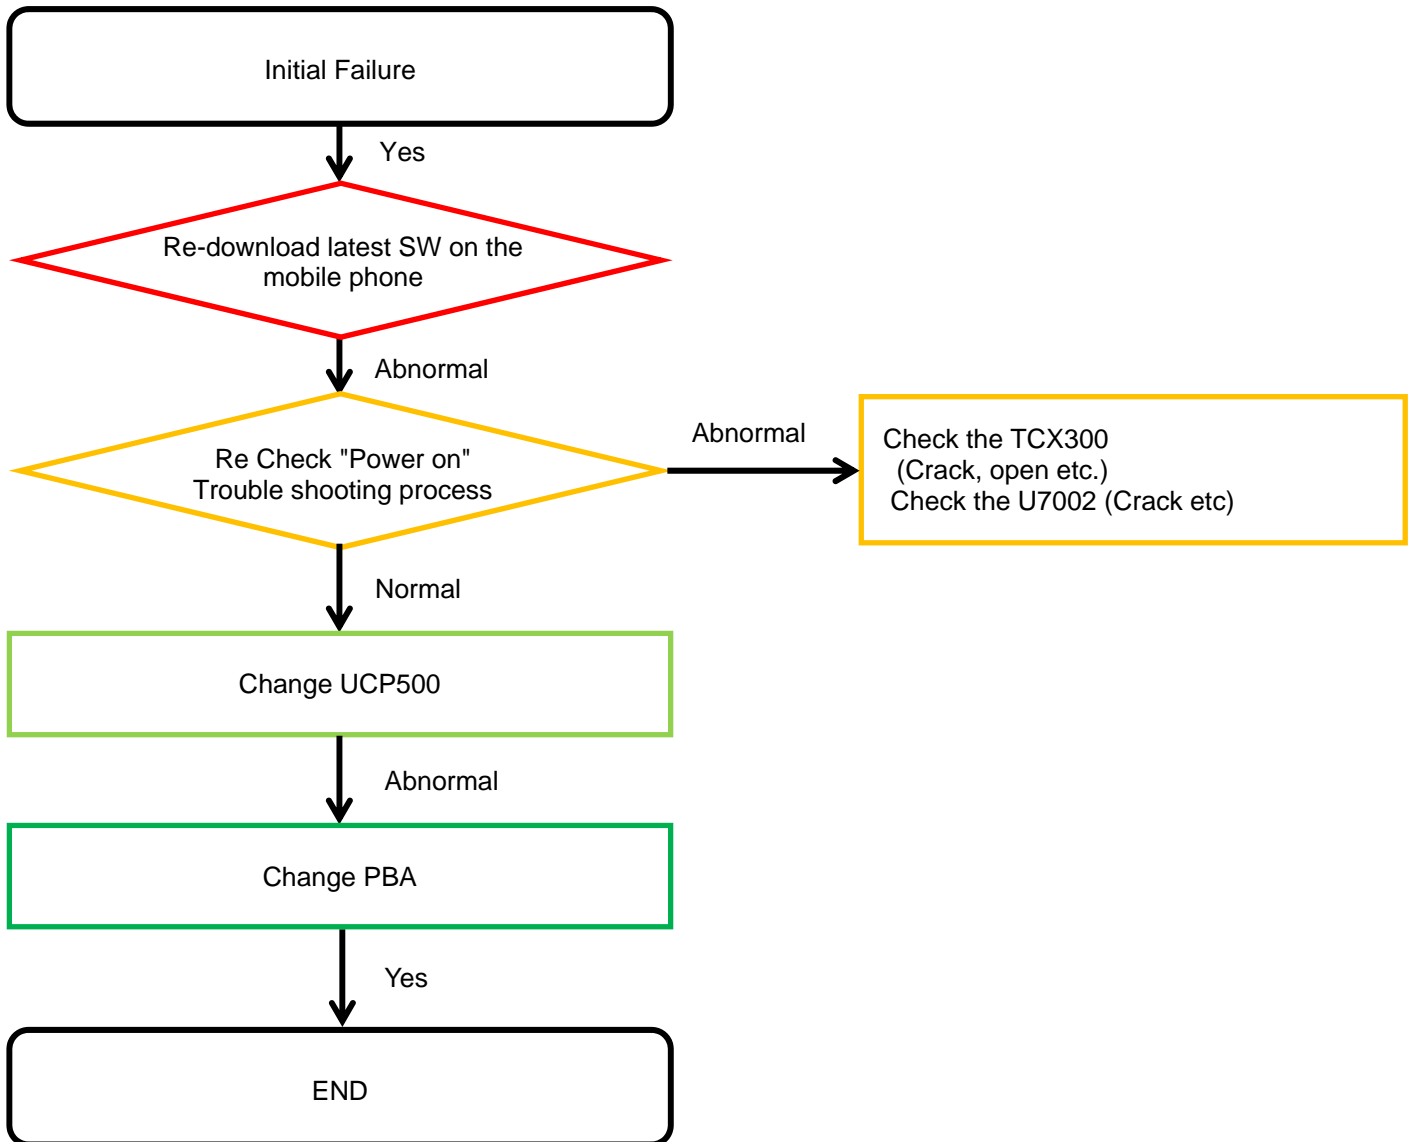 Initial Failure
Yes
Re-download latest SW on the
mobile phone
Abnormal
Re Check "Power on"
Trouble shooting process
Abnormal
Check the TCX300
(Crack, open etc.)
Check the U7002 (Crack etc)
Normal
Change UCP500
Abnormal
Change PBA
Yes
END